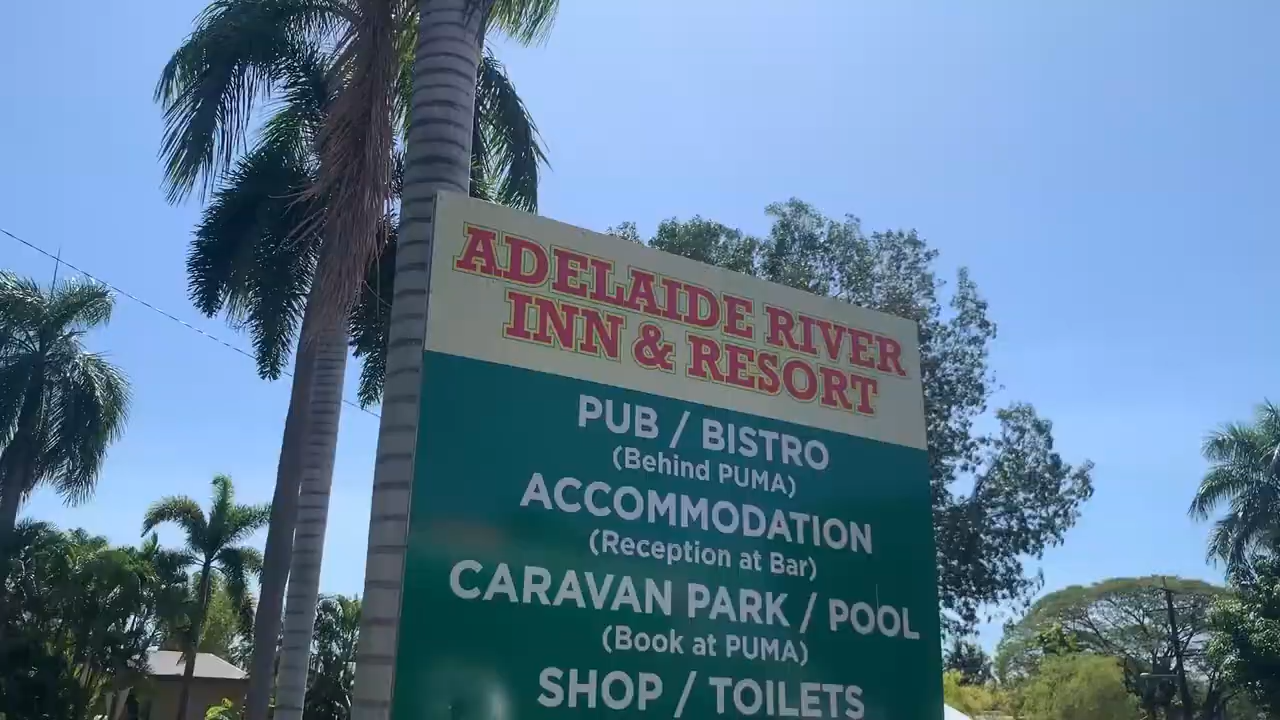 ADELAIDE RIVER
INN & RESORT
PUB / BISTRO
(Behind PUMA)
ACCOMMODATION
(Reception at Bar)
CARAVAN PARK / POOL
(Book at PUMA)
SHOP / TOILETS